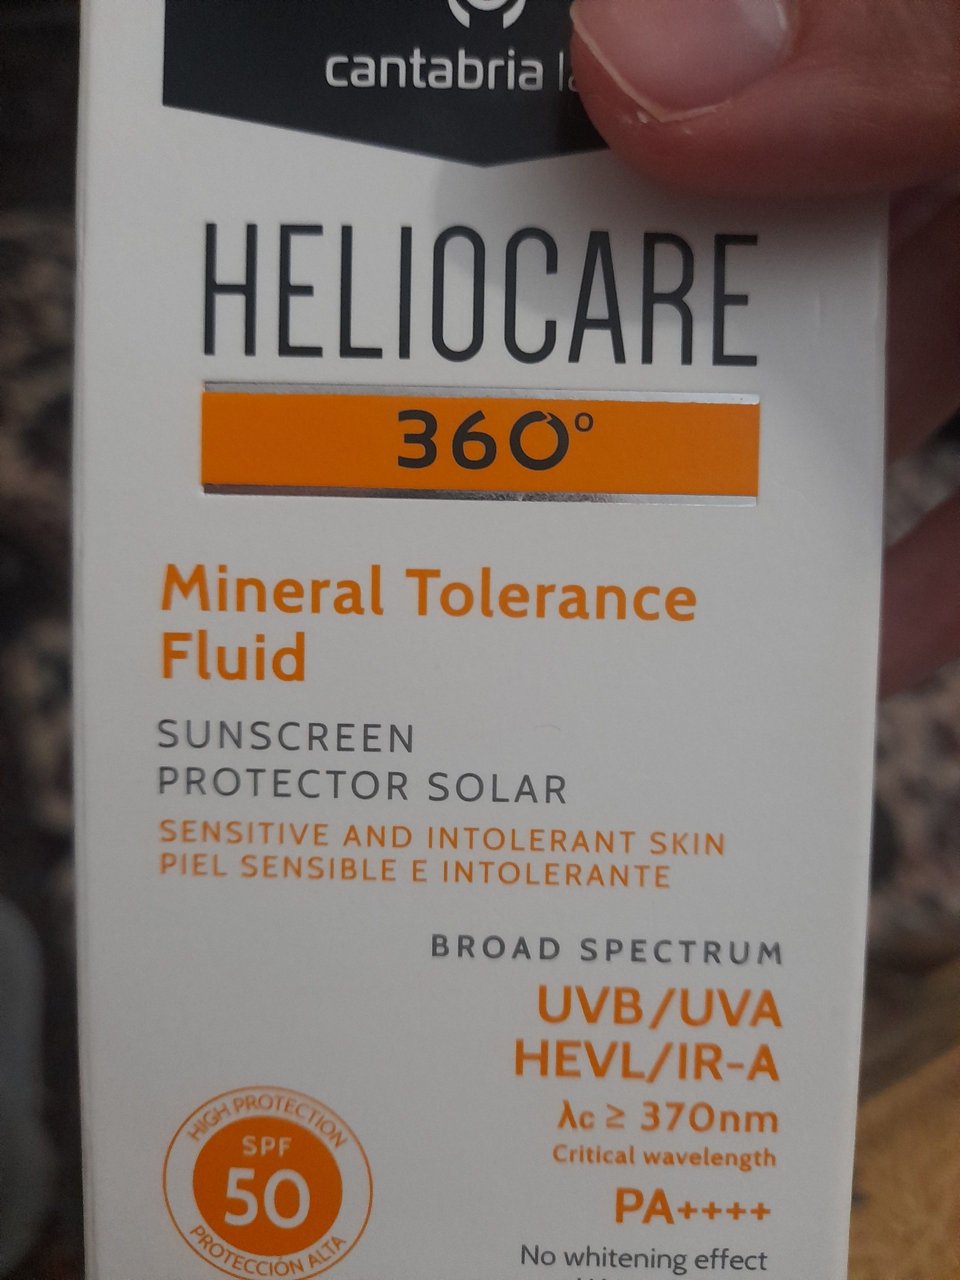 cantabria
HELIOCARE
360°
Mineral Tolerance
Fluid
SUNSCREEN
PROTECTOR SOLAR
SENSITIVE AND INTOLERANT SKIN
PIEL SENSIBLE E INTOLERANTE
BROAD SPECTRUM
UVB/UVA
HEVL/IR-A
λc ≥ 370nm
Critical wavelength
PA++++
No whitening effect
HIGH PROTECTION
SPF
50
PROTECCIÓN ALTA